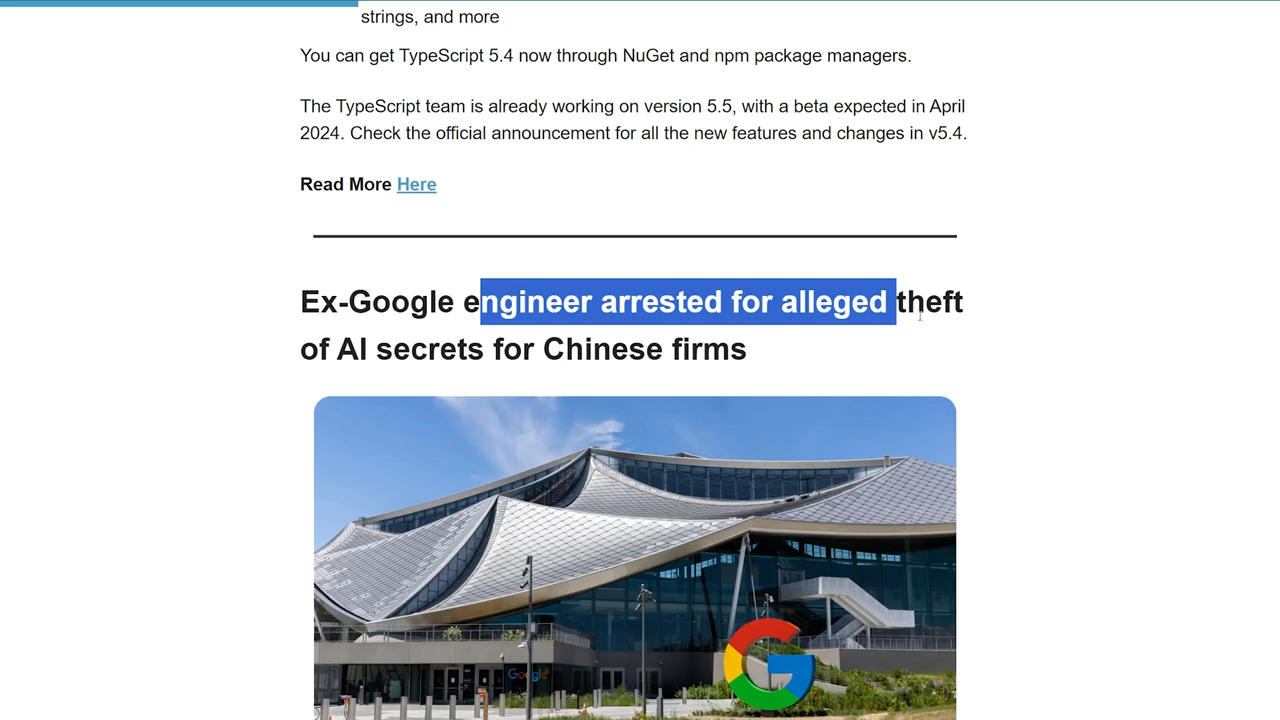 strings, and more
You can get TypeScript 5.4 now through NuGet and npm package managers.
The TypeScript team is already working on version 5.5, with a beta expected in April
2024. Check the official announcement for all the new features and changes in v5.4.
Read More Here
Ex-Google engineer arrested for alleged theft
of AI secrets for Chinese firms
Google